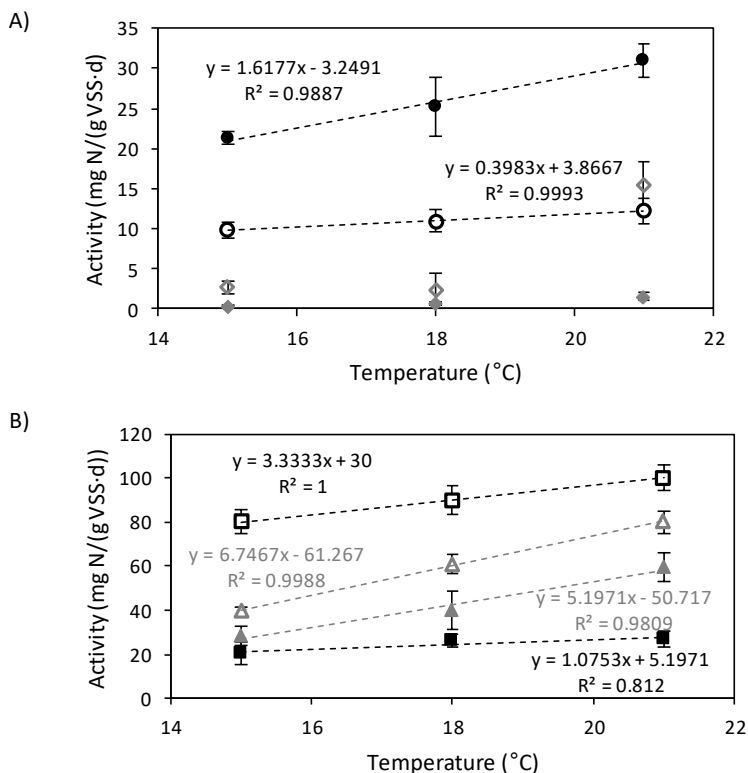 A)
35
30
25
20
15
10
5
0
Activity (mg N/(g VSS·d)
y = 1.6177x - 3.2491
R² = 0.9887
y = 0.3983x + 3.8667
R² = 0.9993
14 16 18 20 22
Temperature (°C)
B)
120
100
80
60
40
20
0
Activity (mg N/(g VSS·d))
y = 3.3333x + 30
R² = 1
y = 6.7467x - 61.267
R² = 0.9988
y = 5.1971x - 50.717
R² = 0.9809
y = 1.0753x + 5.1971
R² = 0.812
14 16 18 20 22
Temperature (°C)